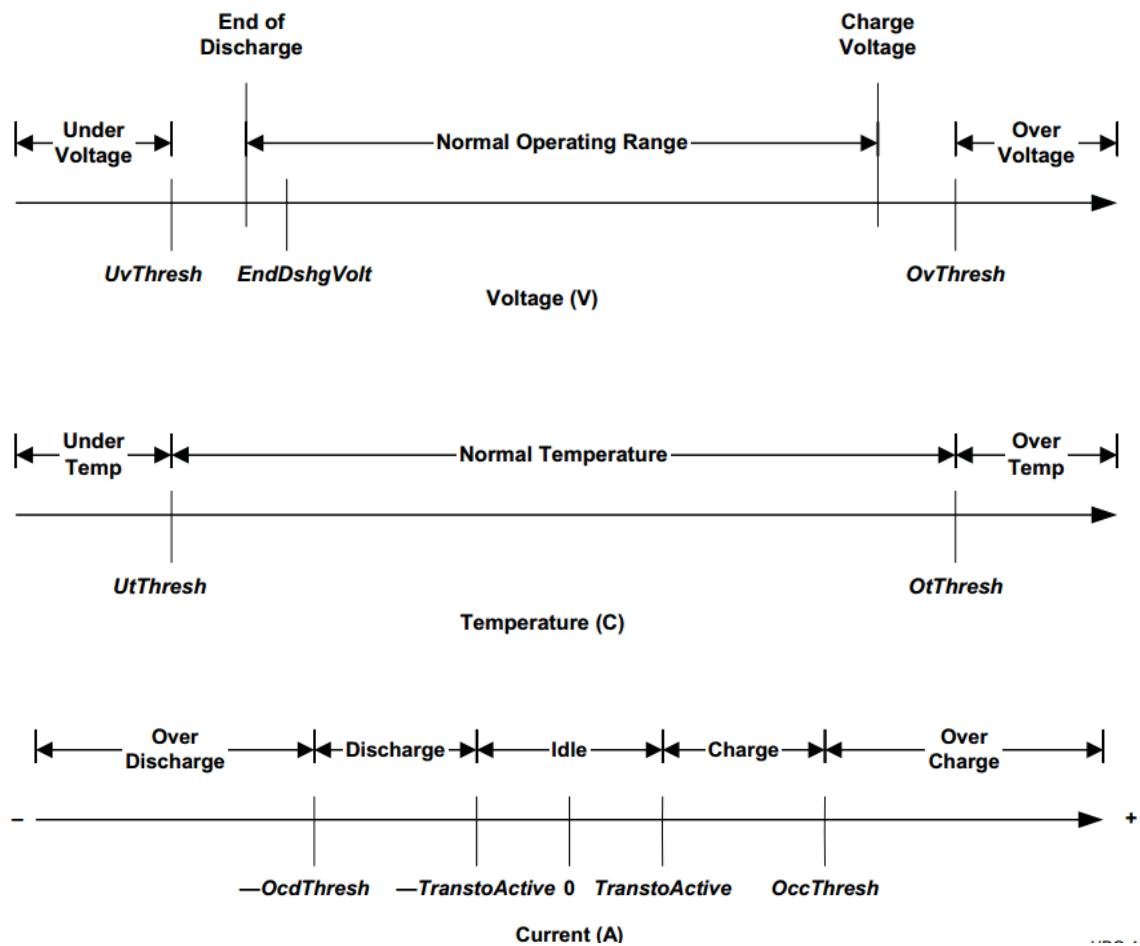 End of
Discharge
Charge
Voltage
Under
Voltage
Normal Operating Range
Over
Voltage
UvThresh
EndDshgVolt
OvThresh
Voltage (V)
Under
Temp
Normal Temperature
Over
Temp
UtThresh
OtThresh
Temperature (C)
Over
Discharge
Discharge
Idle
Charge
Over
Charge
–
+
—OcdThresh
—TranstoActive
0
TranstoActive
OccThresh
Current (A)